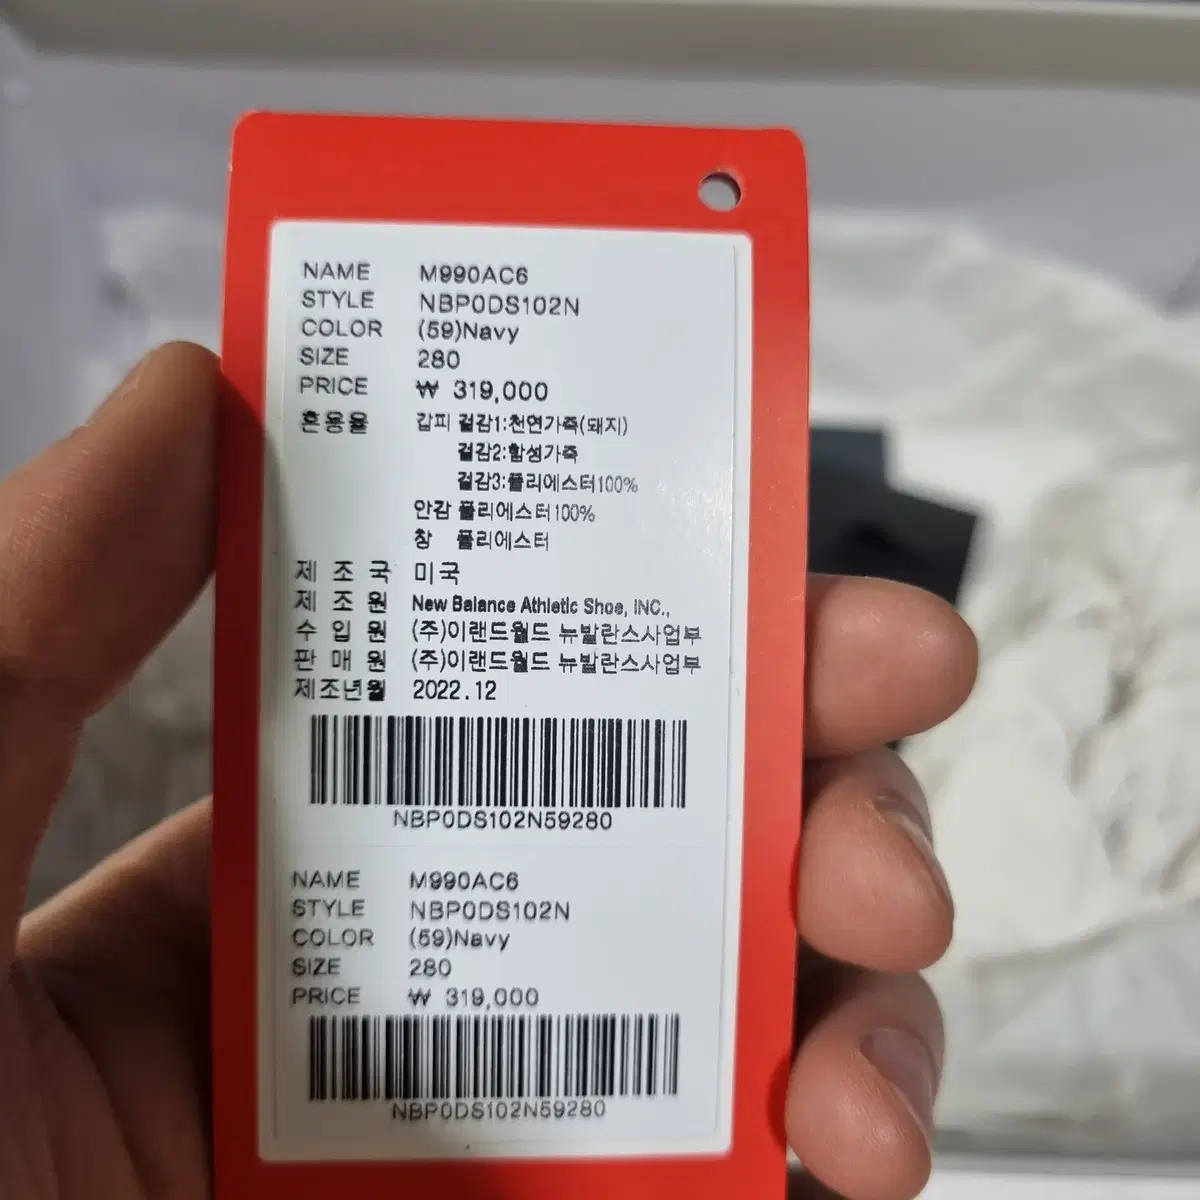 NAME M990AC6
STYLE NBP0DS102N
COLOR (59)Navy
SIZE 280
PRICE ₩ 319,000
혼용율 갑피 겉감1:천연가죽(돼지)
겉감2:합성가죽
겉감3:폴리에스터100%
안감 폴리에스터100%
창 폴리에스터
제 조 국 미국
제 조 원 New Balance Athletic Shoe, INC.,
수 입 원 (주)이랜드월드 뉴발란스사업부
판 매 원 (주)이랜드월드 뉴발란스사업부
제조년월 2022.12
NBP0DS102N59280
NAME M990AC6
STYLE NBP0DS102N
COLOR (59)Navy
SIZE 280
PRICE ₩ 319,000
NBP0DS102N59280